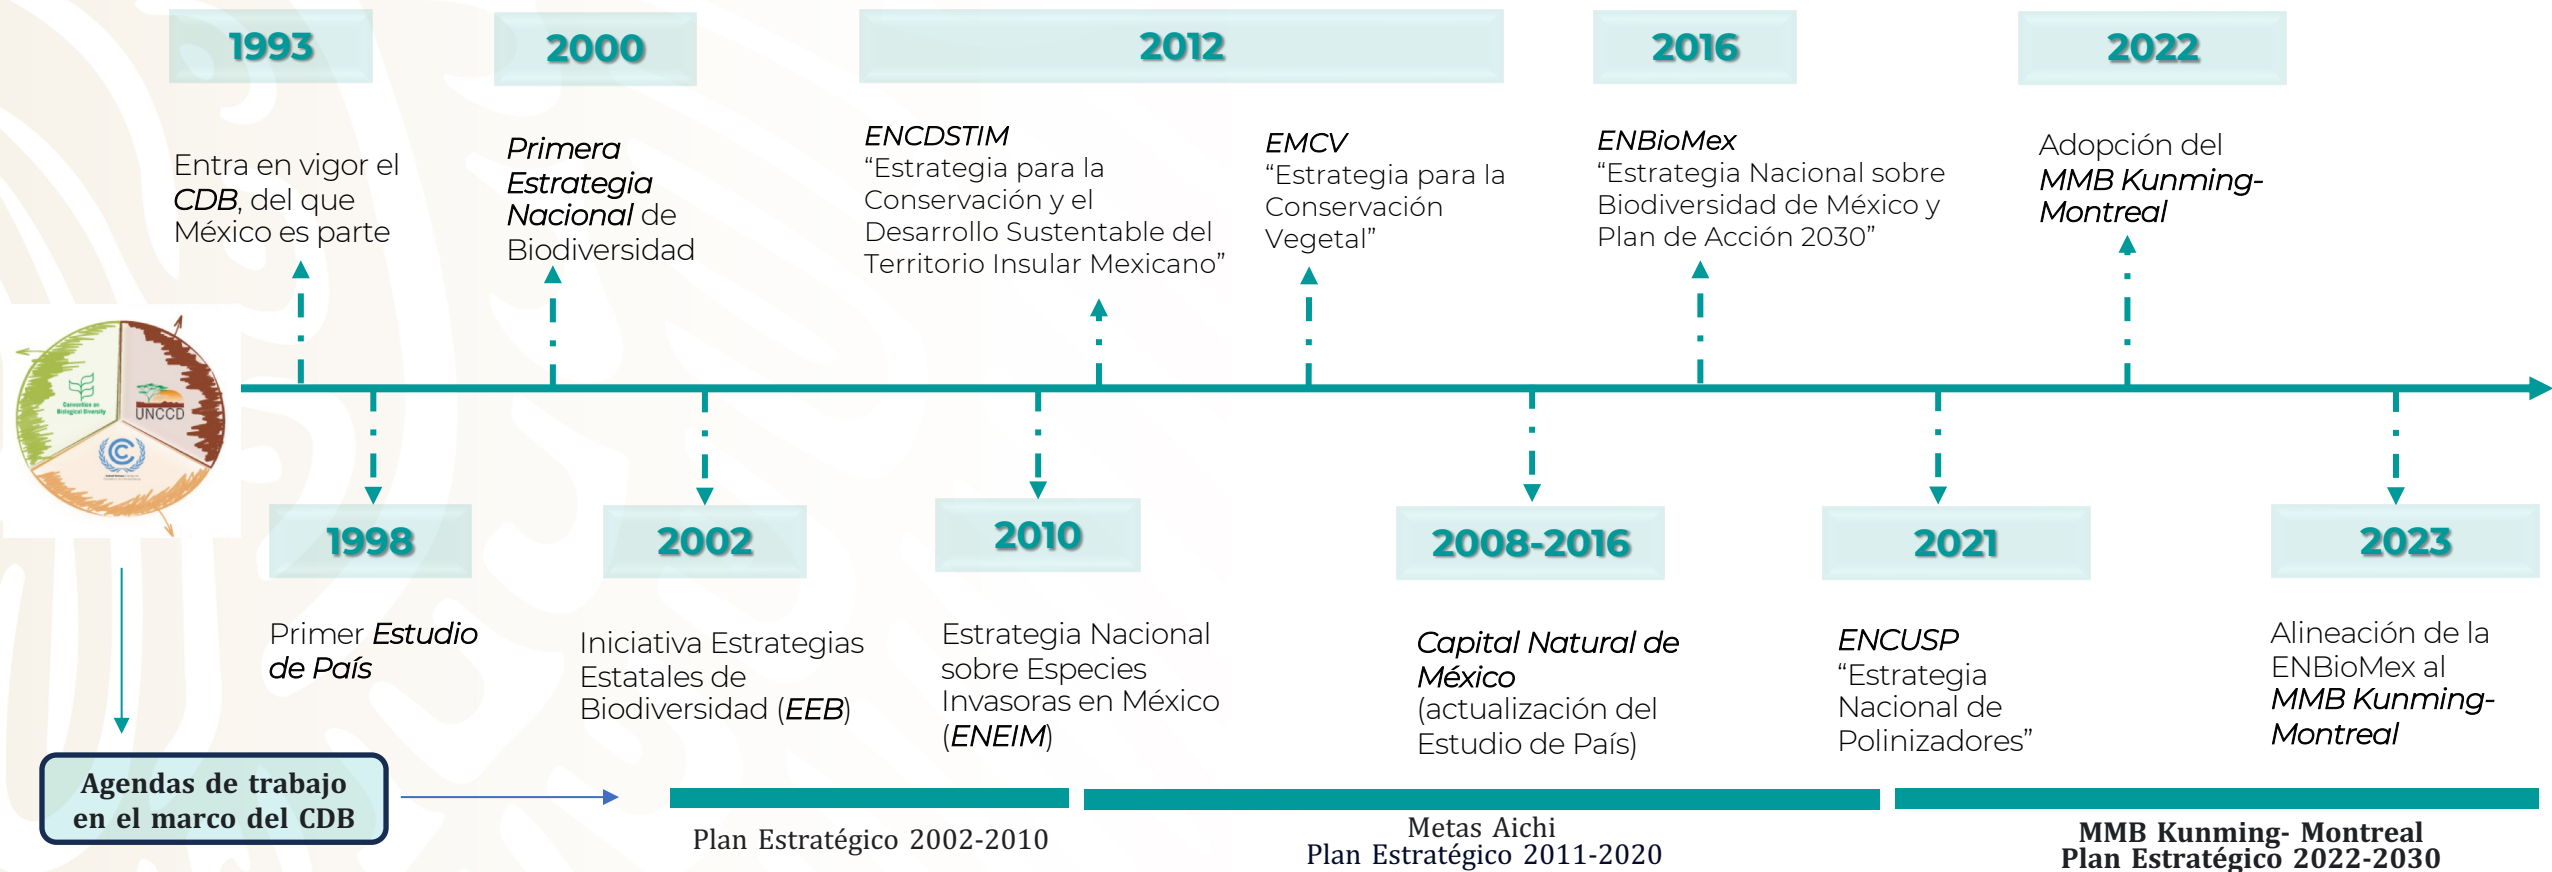 1993
Entra en vigor el
CDB, del que
México es parte
2000
Primera
Estrategia
Nacional de
Biodiversidad
2012
ENCDSTIM
“Estrategia para la
Conservación y el
Desarrollo Sustentable del
Territorio Insular Mexicano”
EMCV
“Estrategia para la
Conservación
Vegetal”
2016
ENBioMex
“Estrategia Nacional sobre
Biodiversidad de México y
Plan de Acción 2030”
2022
Adopción del
MMB Kunming-
Montreal
Convention on
Biological Diversity
UNCCD
1998
Primer Estudio
de País
2002
Iniciativa Estrategias
Estatales de
Biodiversidad (EEB)
2010
Estrategia Nacional
sobre Especies
Invasoras en México
(ENEIM)
2008-2016
Capital Natural de
México
(actualización del
Estudio de País)
2021
ENCUSP
“Estrategia
Nacional de
Polinizadores”
2023
Alineación de la
ENBioMex al
MMB Kunming-
Montreal
Agendas de trabajo
en el marco del CDB
Plan Estratégico 2002-2010
Metas Aichi
Plan Estratégico 2011-2020
MMB Kunming- Montreal
Plan Estratégico 2022-2030